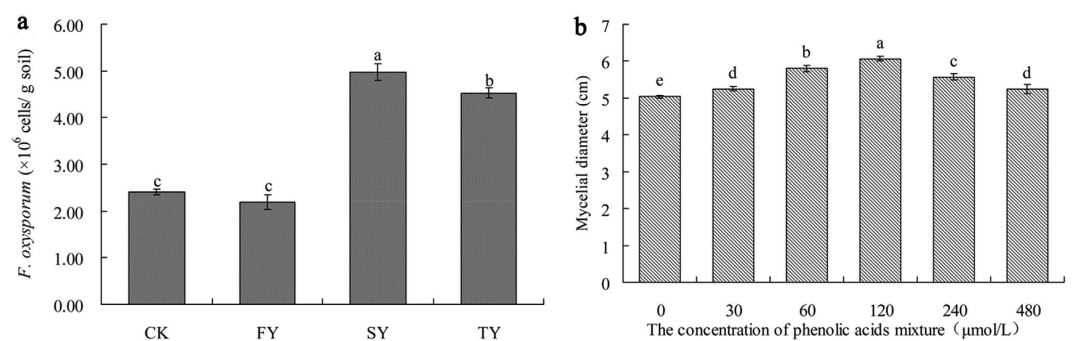 a
F. oxysporum (×10⁶ cells/ g soil)
6.00
5.00
4.00
3.00
2.00
1.00
0.00
c
c
a
b
CK FY SY TY
b
Mycelial diameter (cm)
7
6
5
4
3
2
1
0
e
d
b
a
c
d
0 30 60 120 240 480
The concentration of phenolic acids mixture（μmol/L）